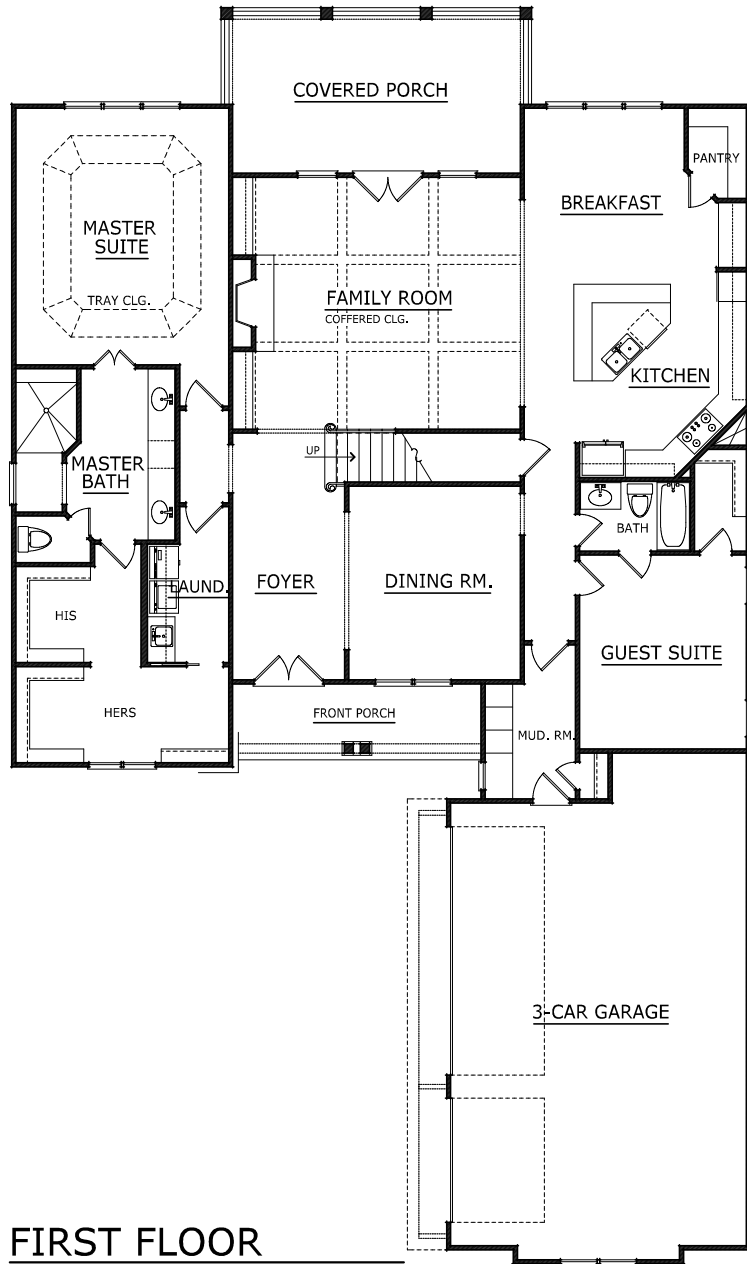 COVERED PORCH
PANTRY
BREAKFAST
MASTER
SUITE
TRAY CLG.
FAMILY ROOM
COFFERED CLG.
KITCHEN
UP
MASTER
BATH
BATH
LAUND.
FOYER
DINING RM.
HIS
GUEST SUITE
HERS
FRONT PORCH
MUD. RM.
3-CAR GARAGE
FIRST FLOOR